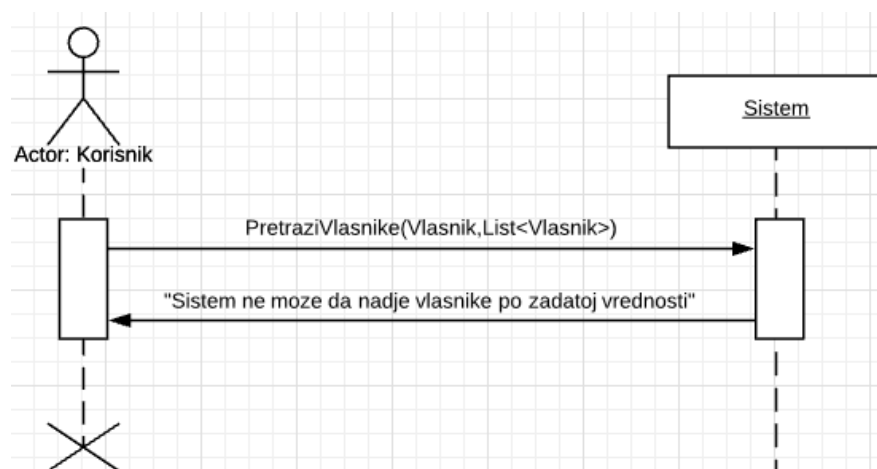 Sistem
Actor: Korisnik
PretraziVlasnike(Vlasnik,List<Vlasnik>)
"Sistem ne moze da nadje vlasnike po zadatoj vrednosti"